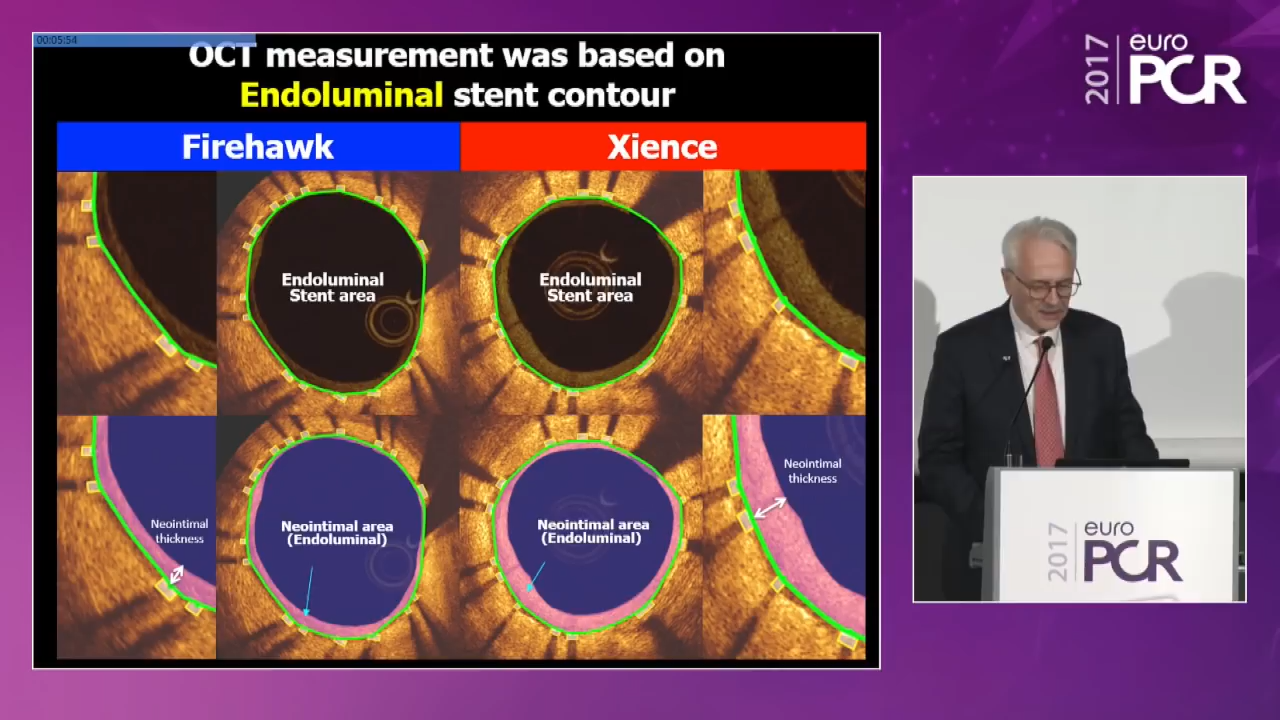 00:05:54
OCT measurement was based on
Endoluminal stent contour
Firehawk
Xience
Endoluminal
Stent area
Endoluminal
Stent area
Neointimal
thickness
Neointimal area
(Endoluminal)
Neointimal area
(Endoluminal)
Neointimal
thickness
2017
euro
PCR
2017
euro
PCR